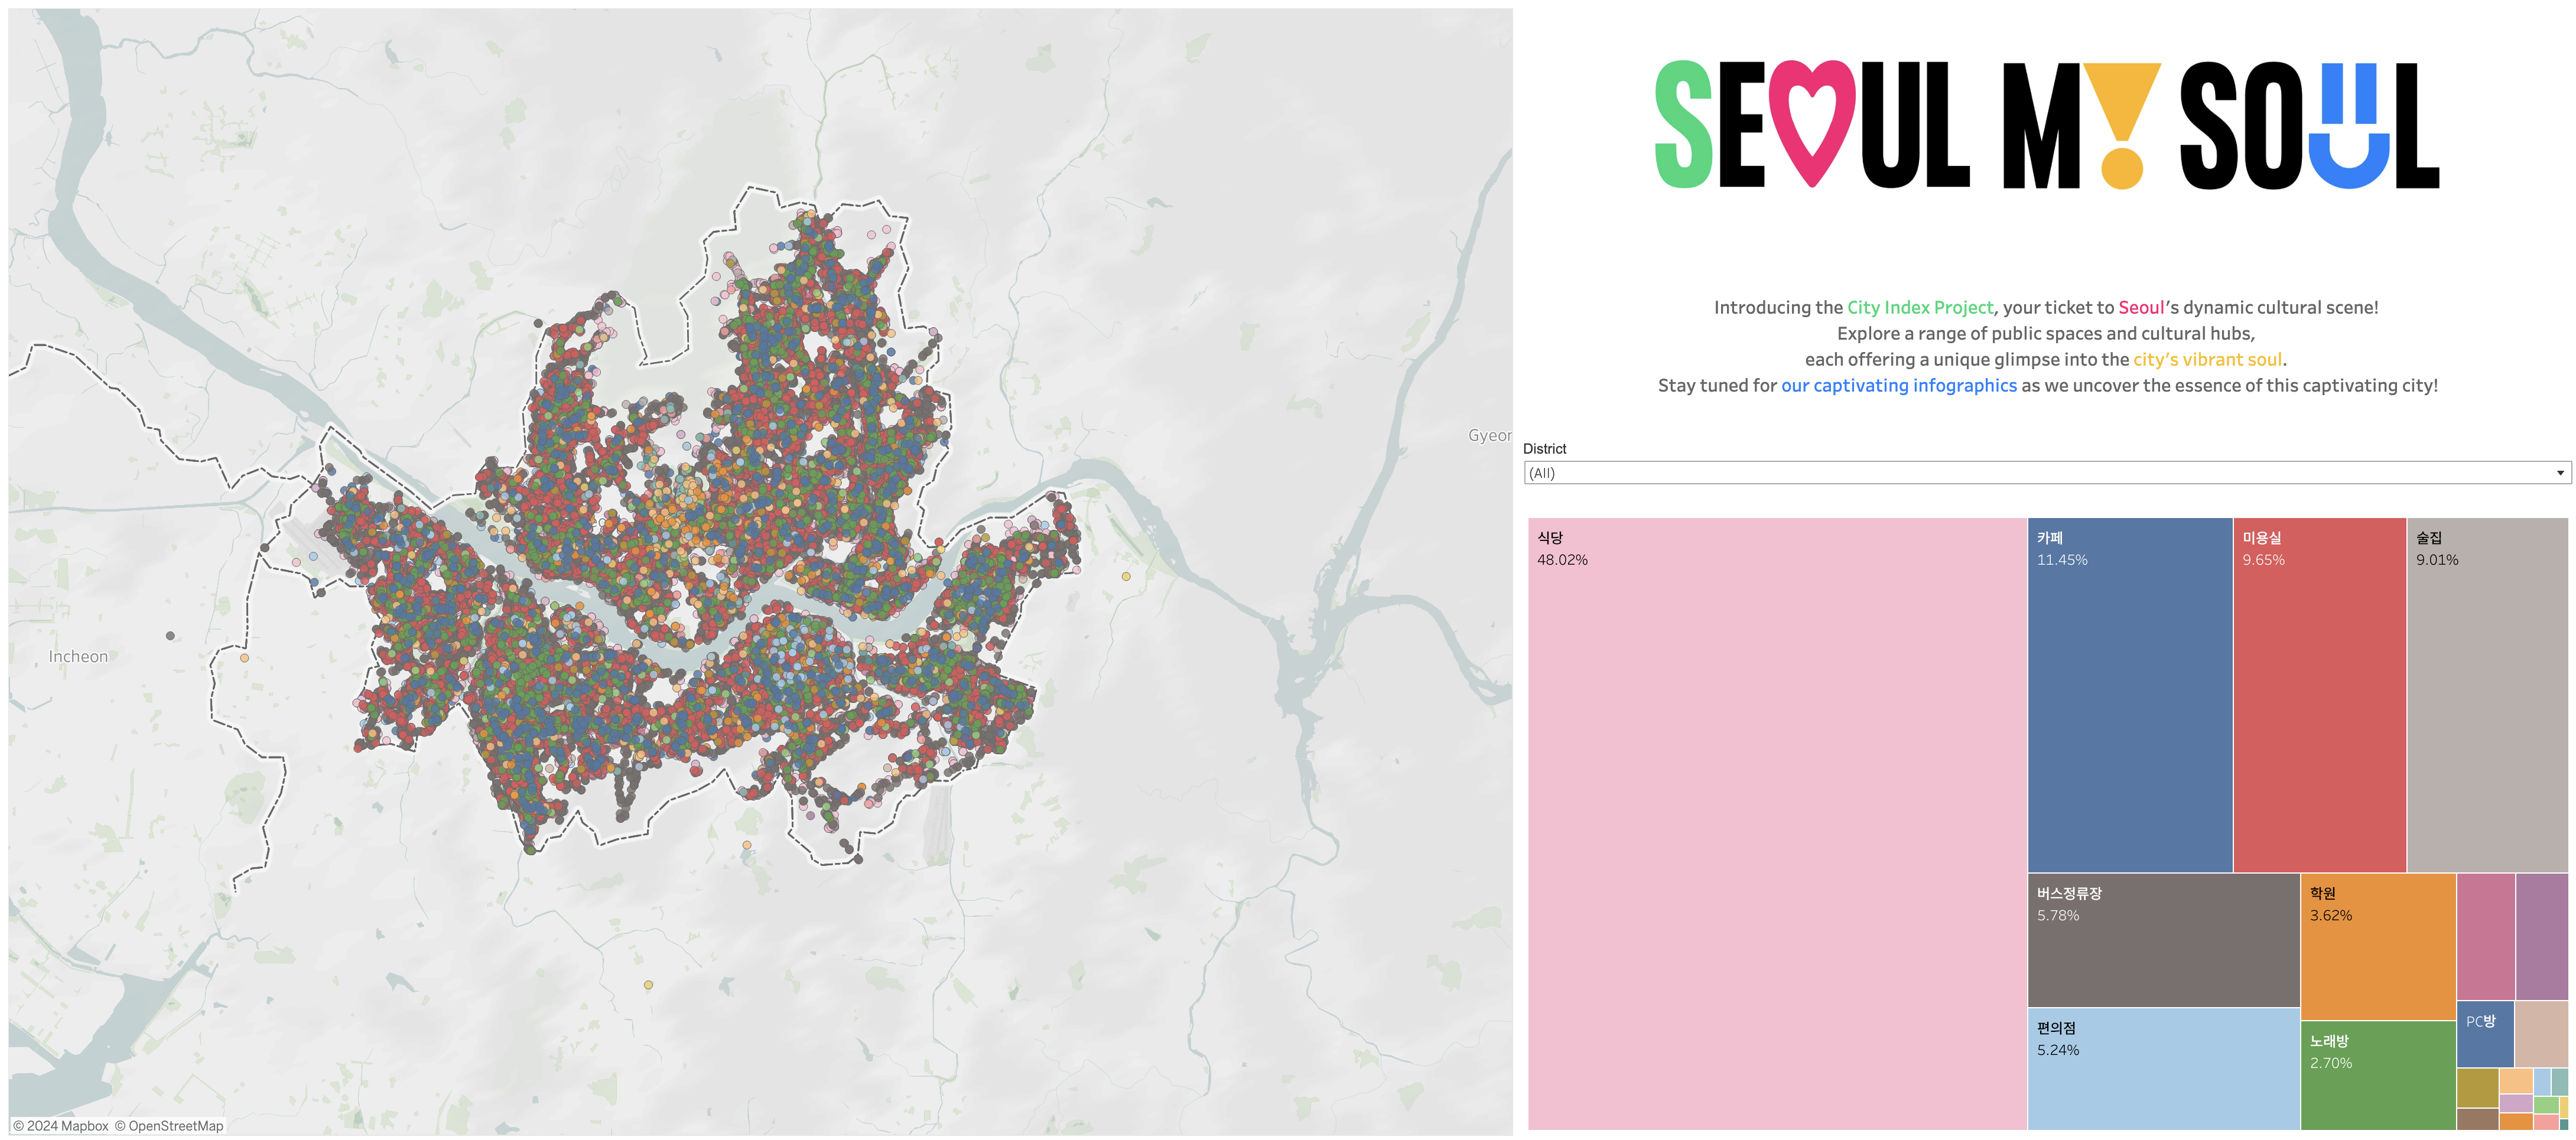 SEOUL MY SOUL
Introducing the City Index Project, your ticket to Seoul's dynamic cultural scene!
Explore a range of public spaces and cultural hubs,
each offering a unique glimpse into the city's vibrant soul.
Stay tuned for our captivating infographics as we uncover the essence of this captivating city!
District
(All)
식당
48.02%
카페
11.45%
미용실
9.65%
술집
9.01%
버스정류장
5.78%
학원
3.62%
편의점
5.24%
노래방
2.70%
PC방
Gyeor
Incheon
© 2024 Mapbox © OpenStreetMap